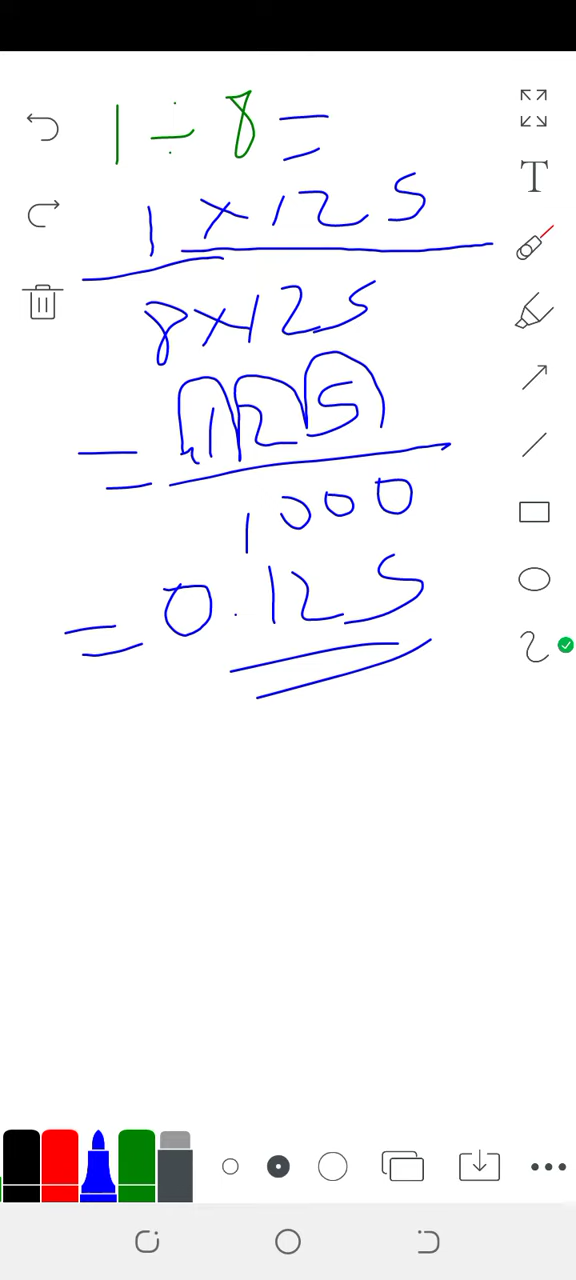 1 ÷ 8 =
1 × 125
8 × 125
= .125
1000
= 0.125
T